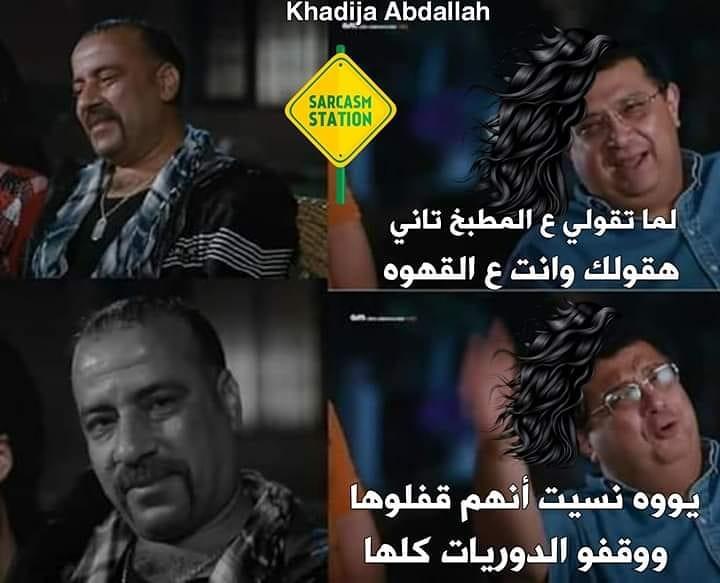 Khadija Abdallah
SARCASM
STATION
لما تقولي ع المطبخ تاني
هقولك وانت ع القهوه
يووه نسيت أنهم قفلوها
ووقفو الدوريات كلها